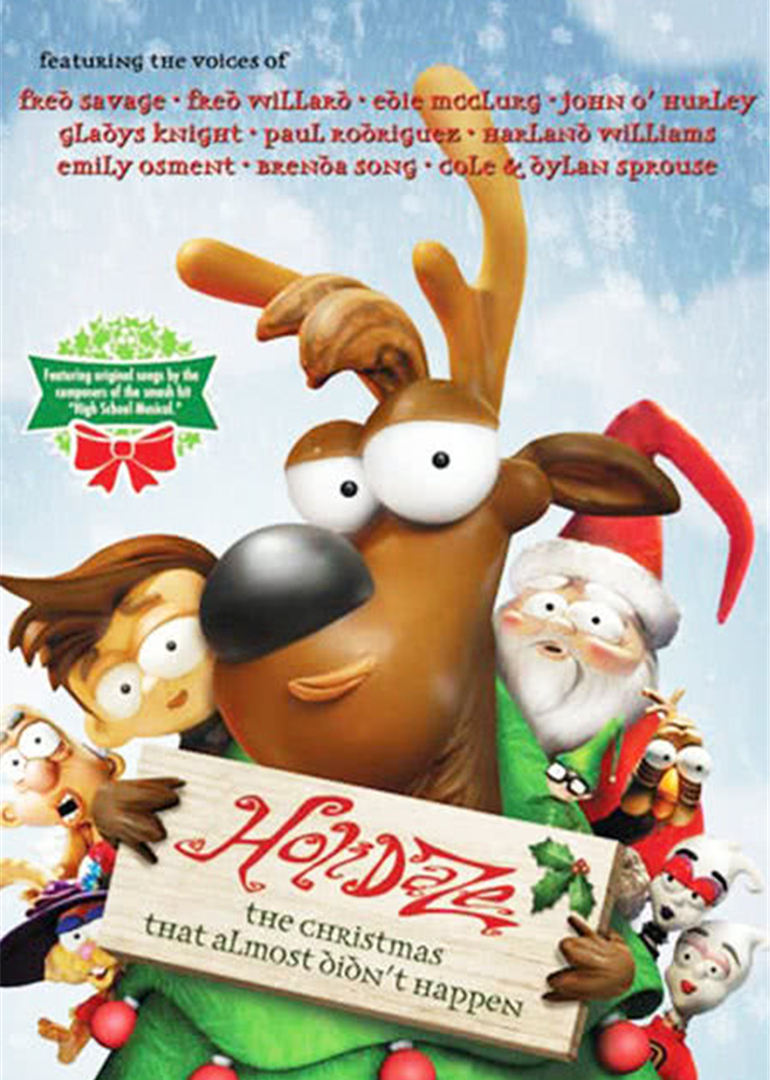 featuring the voices of
fred savage · fred willard · edie mcclurg · john o' hurley
gladys knight · paul rodriguez · harland williams
emily osment · brenda song · cole & dylan sprouse
Featuring original songs by the
composers of the smash hit
"High School Musical."
Holidaze
the christmas
that almost didn't happen